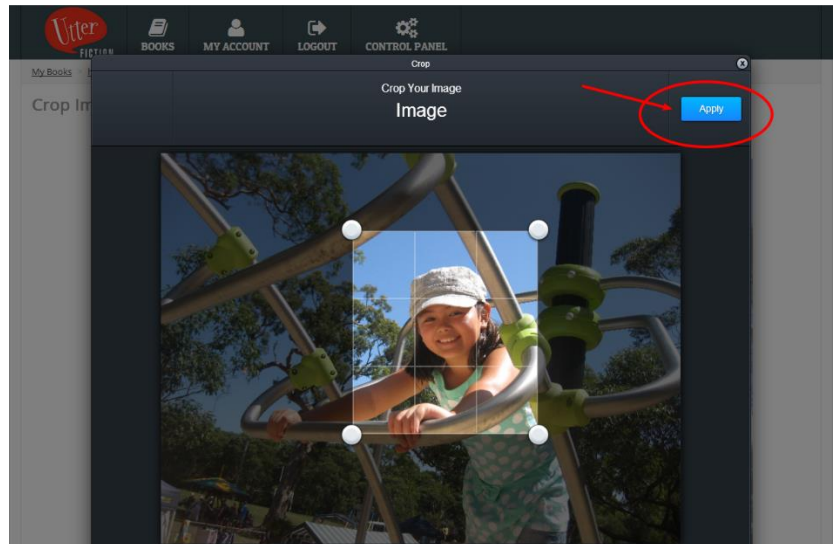 Utter
FICTION
BOOKS
MY ACCOUNT
LOGOUT
CONTROL PANEL
My Books >
Crop
Crop Im
Crop Your Image
Image
Apply